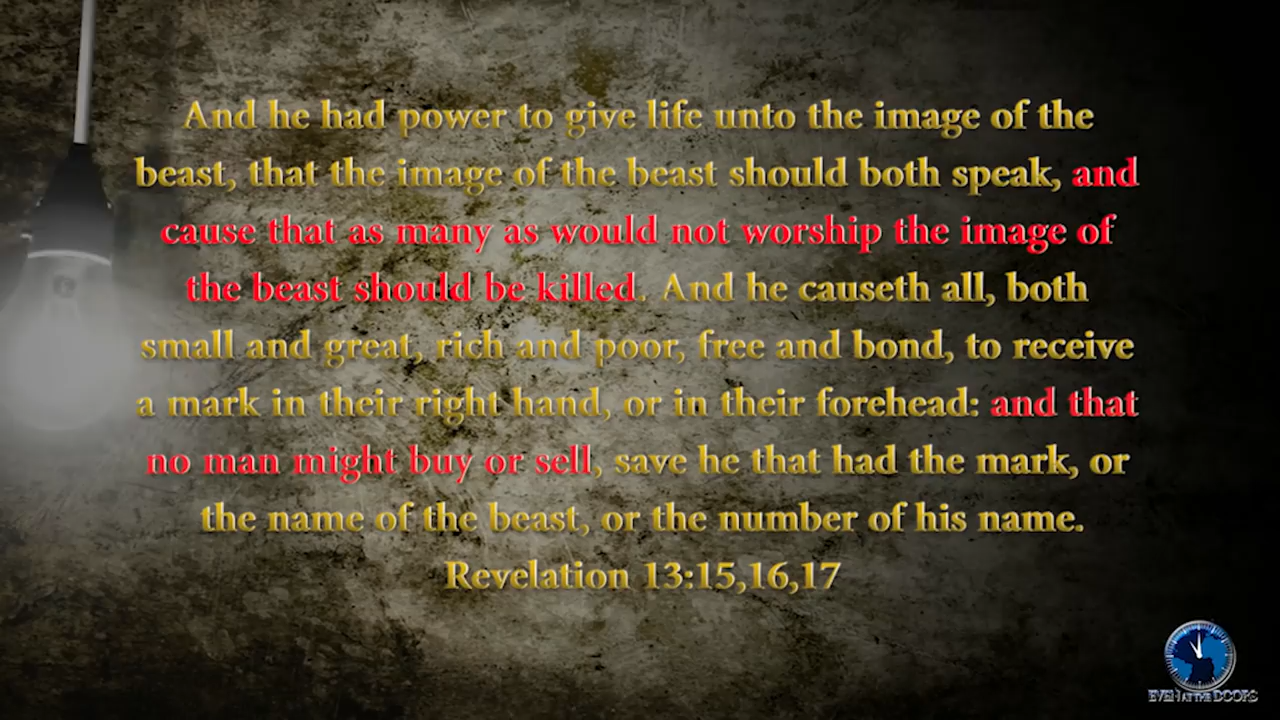 And he had power to give life unto the image of the
beast, that the image of the beast should both speak, and
cause that as many as would not worship the image of
the beast should be killed. And he causeth all, both
small and great, rich and poor, free and bond, to receive
a mark in their right hand, or in their forehead: and that
no man might buy or sell, save he that had the mark, or
the name of the beast, or the number of his name.
Revelation 13:15,16,17
EVEN AT THE DOORS